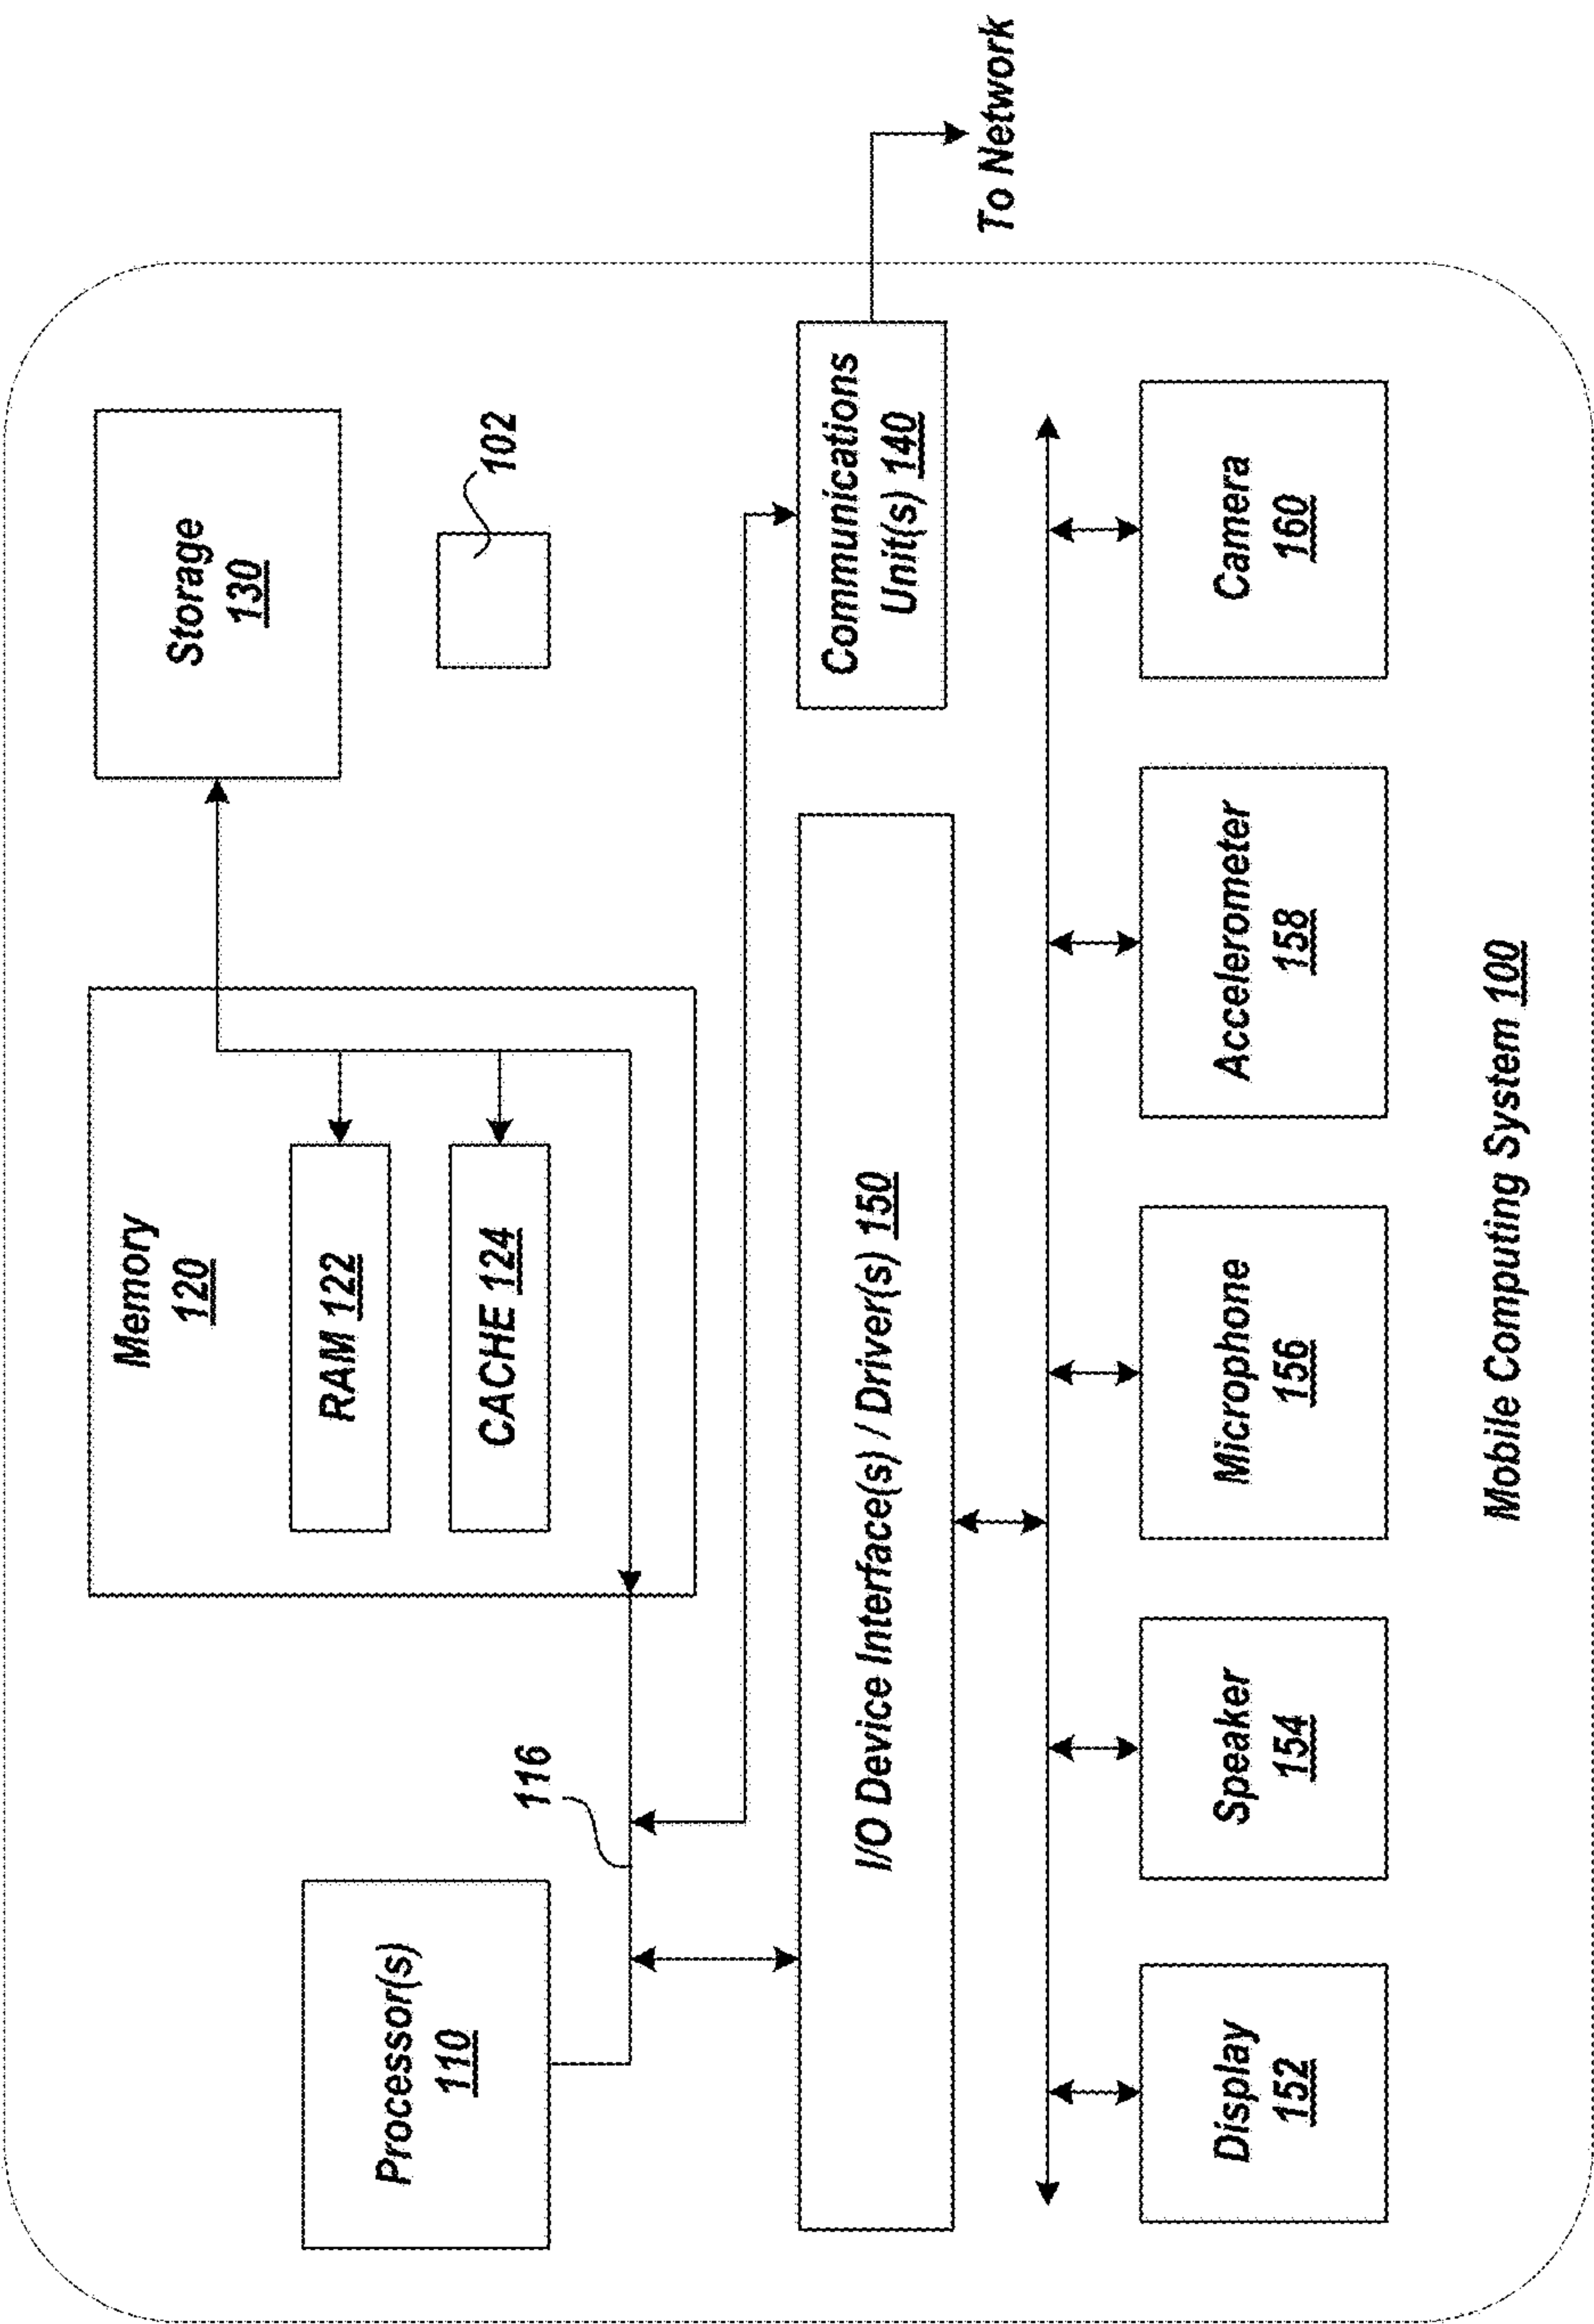 Processor(s)
110
116
Memory
120
RAM 122
CACHE 124
Storage
130
102
I/O Device Interface(s) / Driver(s) 150
Communications
Unit(s) 140
To Network
Display
152
Speaker
154
Microphone
156
Accelerometer
158
Camera
160
Mobile Computing System 100